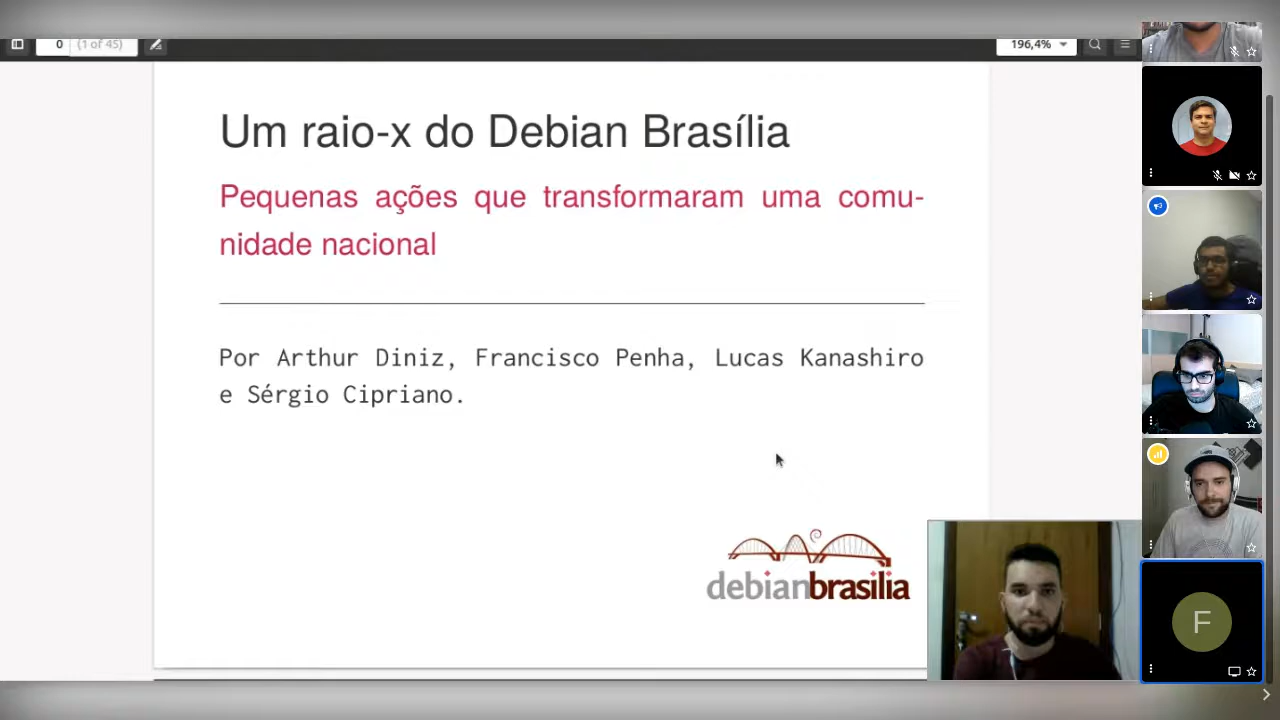 0 (1 of 45)
196,4%
Um raio-x do Debian Brasília
Pequenas ações que transformaram uma comu-
nidade nacional
Por Arthur Diniz, Francisco Penha, Lucas Kanashiro
e Sérgio Cipriano.
debianbrasilia
F